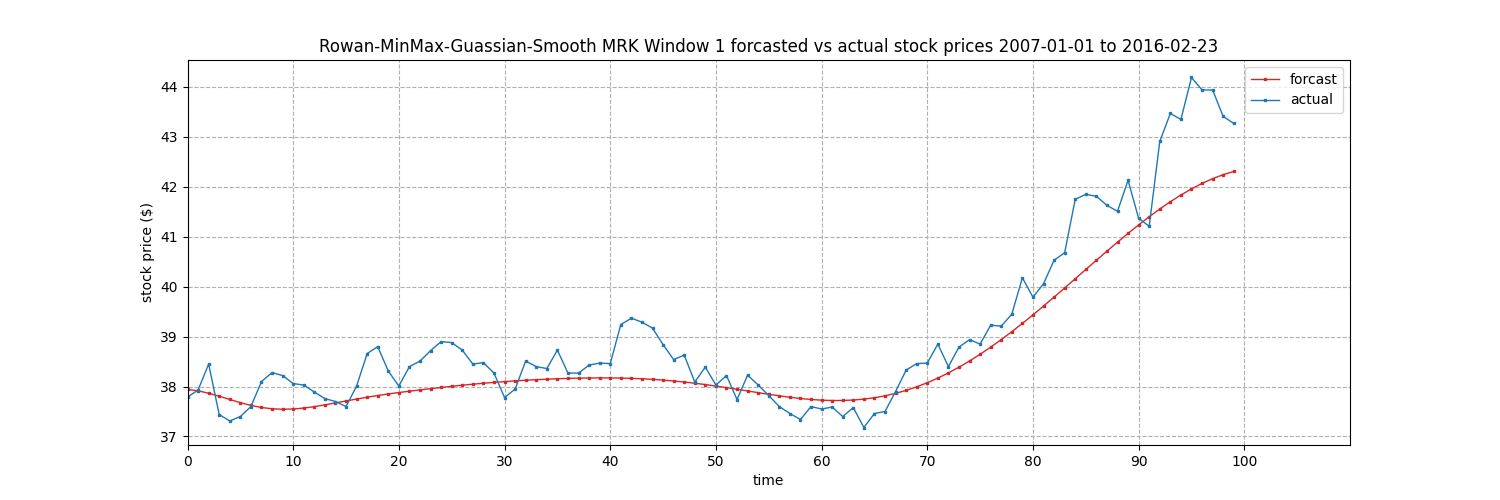 Rowan-MinMax-Guassian-Smooth MRK Window 1 forcasted vs actual stock prices 2007-01-01 to 2016-02-23
forcast
actual
stock price ($)
44
43
42
41
40
39
38
37
0 10 20 30 40 50 60 70 80 90 100
time